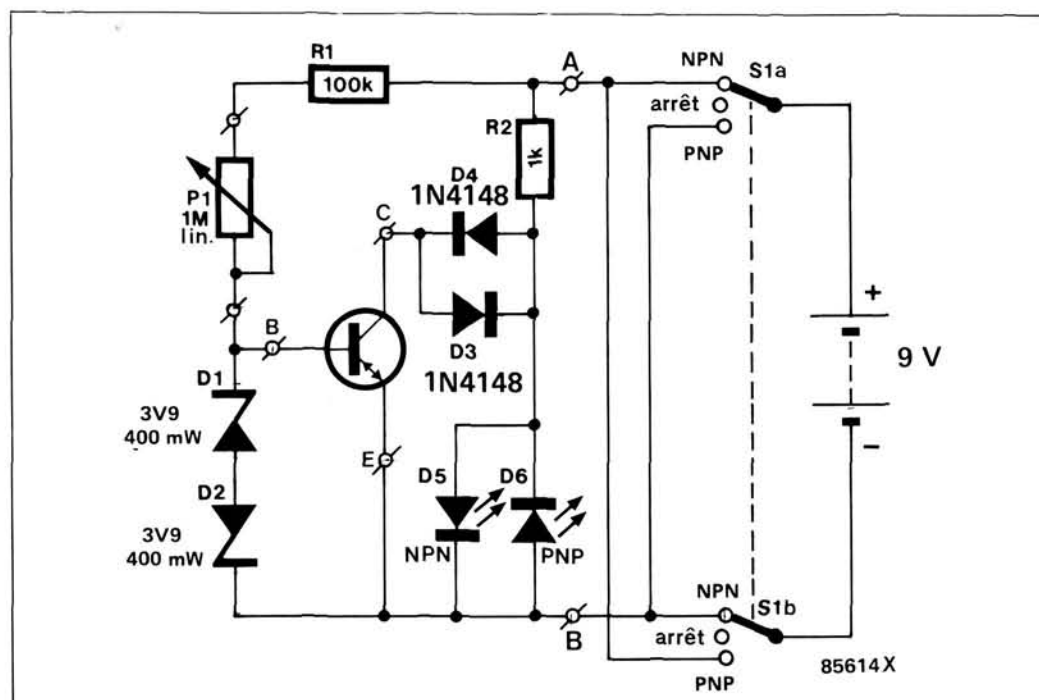 R1
100k
A
NPN
S1a
arrêt
PNP
R2
1k
D4
1N4148
P1
1M
lin.
C
D3
1N4148
B
D1
3V9
400 mW
D2
3V9
400 mW
E
D5
NPN
D6
PNP
+
9 V
−
B
NPN
S1b
arrêt
PNP
85614X